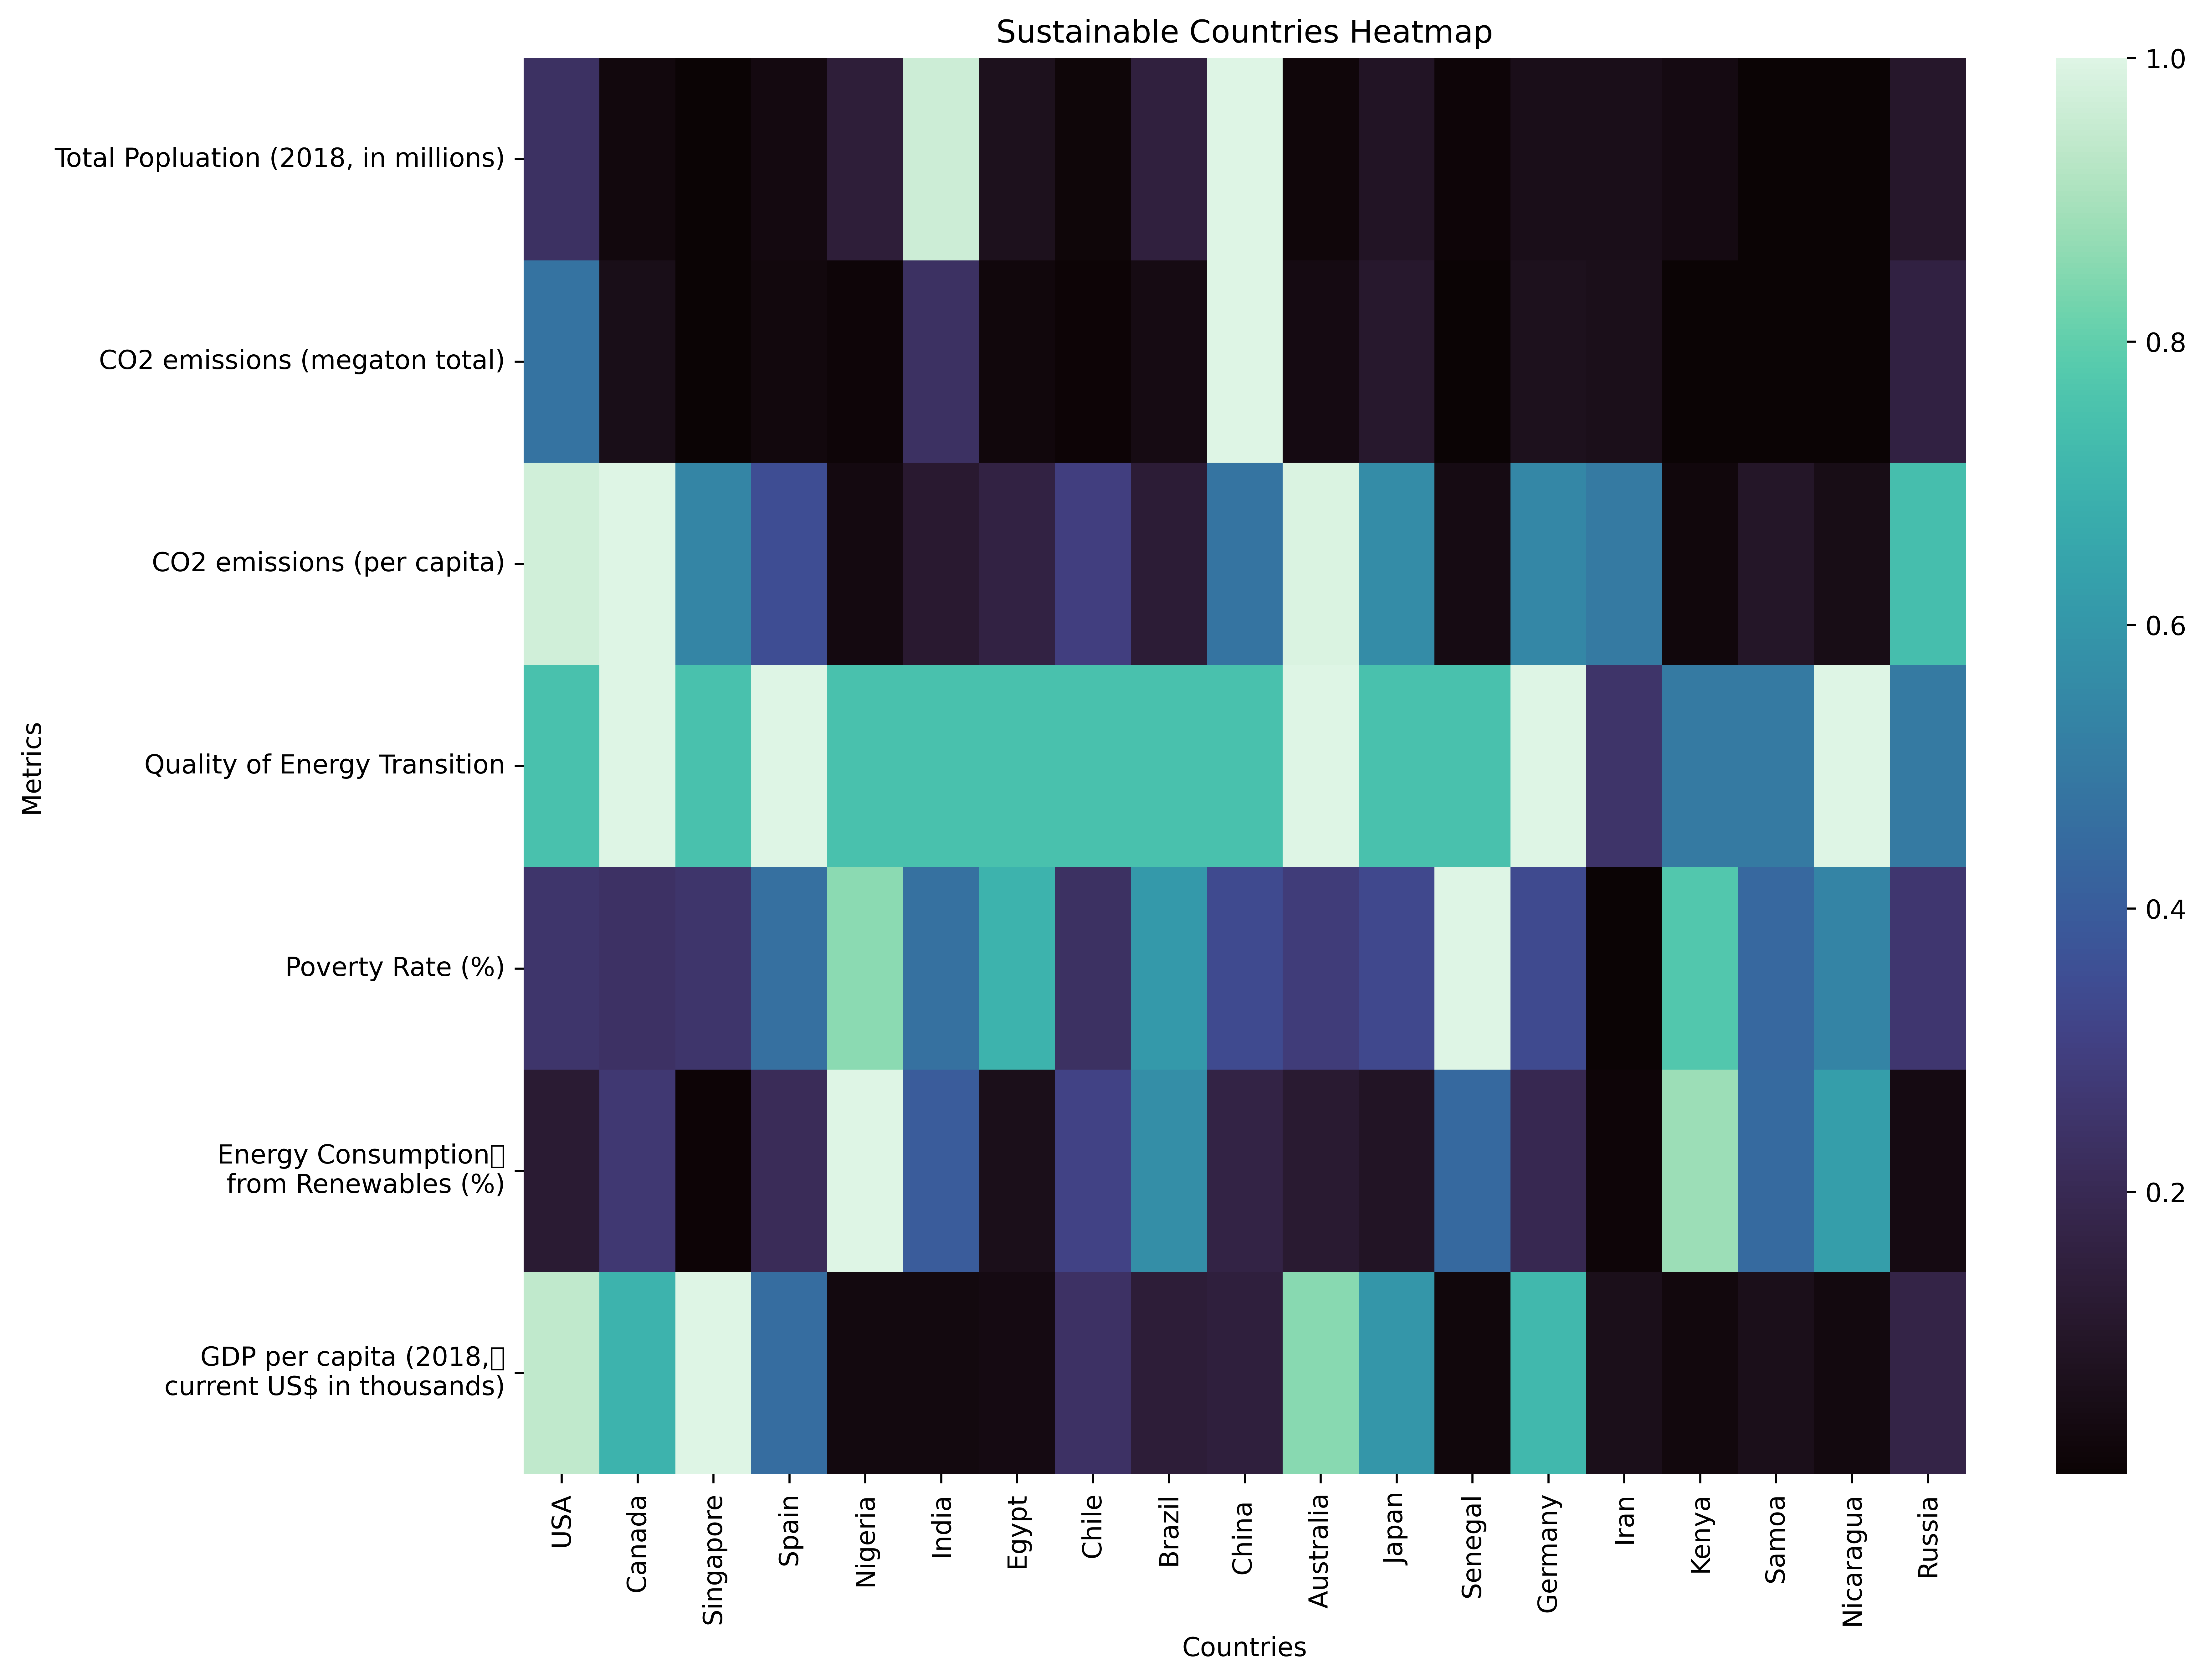 Sustainable Countries Heatmap
Total Popluation (2018, in millions)
CO2 emissions (megaton total)
CO2 emissions (per capita)
Quality of Energy Transition
Poverty Rate (%)
Energy Consumption▯
from Renewables (%)
GDP per capita (2018,▯
current US$ in thousands)
Metrics
USA
Canada
Singapore
Spain
Nigeria
India
Egypt
Chile
Brazil
China
Australia
Japan
Senegal
Germany
Iran
Kenya
Samoa
Nicaragua
Russia
Countries
1.0
0.8
0.6
0.4
0.2